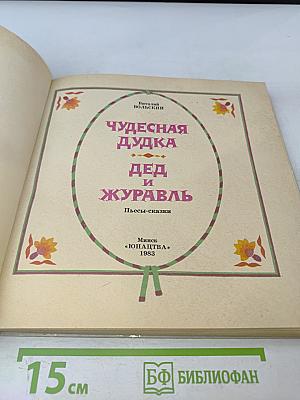 Виталий
ВОЛЬСКИЙ
ЧУДЕСНАЯ
ДУДКА
ДЕД
И
ЖУРАВЛЬ
Пьесы-сказки
Минск
«ЮНАЦТВА»
1983
15 см
БФ БИБЛИОФАН